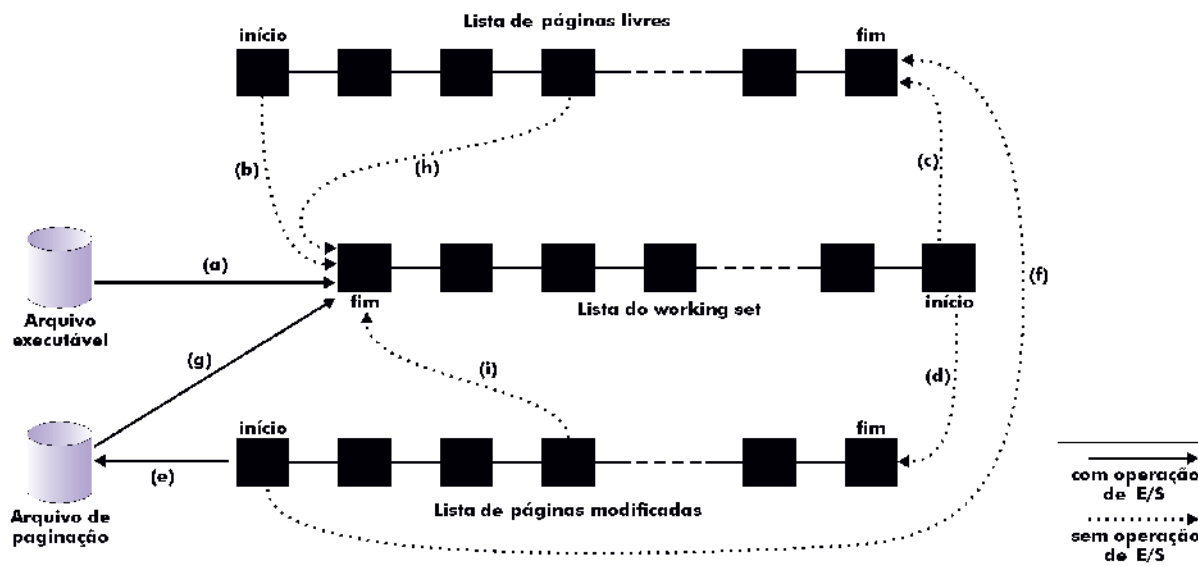 Lista de páginas livres
início
fim
(b)
(h)
(c)
(a)
(f)
fim
Lista do working set
início
Arquivo
executável
(g)
(i)
(d)
início
fim
(e)
com operação
de E/S
Lista de páginas modificadas
Arquivo de
paginação
sem operação
de E/S